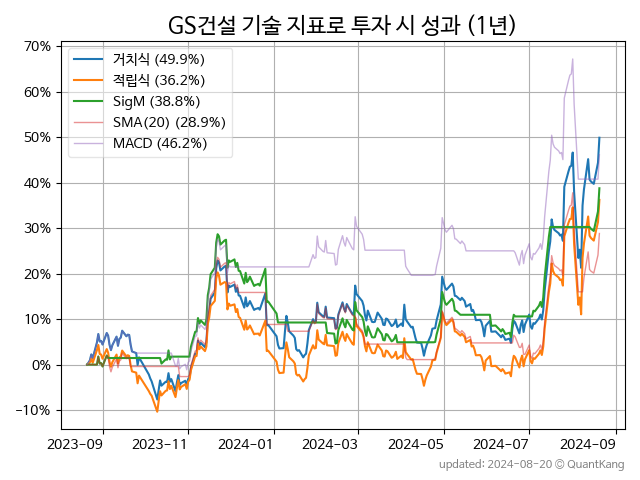 GS건설 기술 지표로 투자 시 성과 (1년)
70%
60%
50%
40%
30%
20%
10%
0%
−10%
거치식 (49.9%)
적립식 (36.2%)
SigM (38.8%)
SMA(20) (28.9%)
MACD (46.2%)
2023-09 2023-11 2024-01 2024-03 2024-05 2024-07 2024-09
updated: 2024-08-20 ⓒ QuantKang